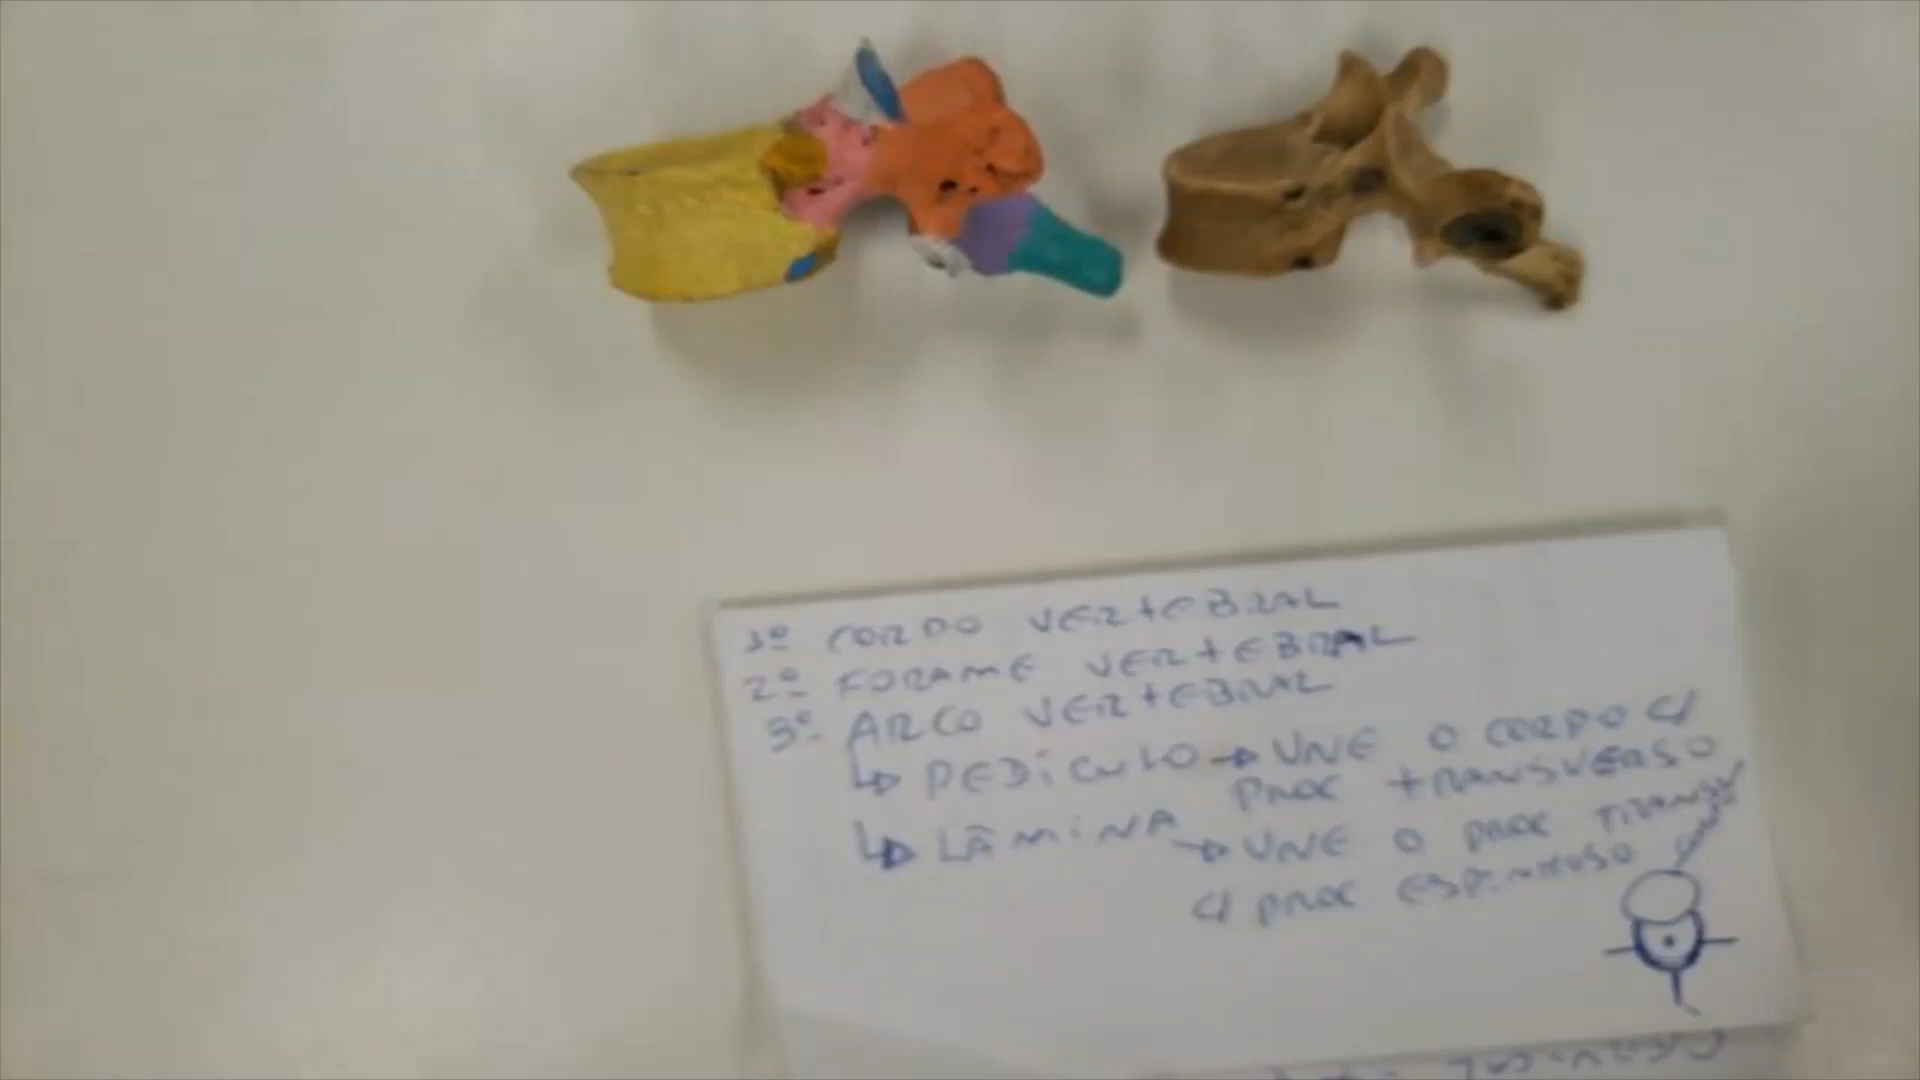 1º CORPO VERTEBRAL
2º FORAME VERTEBRAL
3º ARCO VERTEBRAL
↳ PEDiCULO → UNE O CORPO C/
PROC TRANSVERSO
↳ LÂMiNA → UNE O PROC TRANSV
C/ PROC ESPiNHOSO